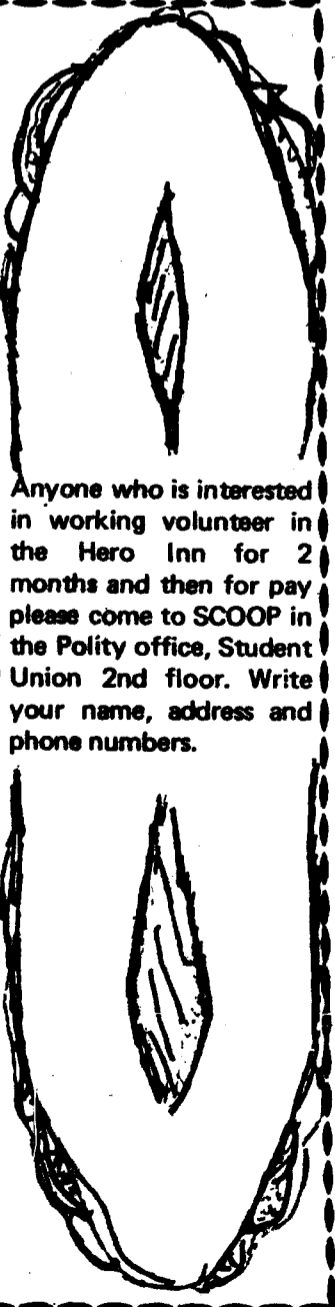 Anyone who is interested
in working volunteer in
the Hero Inn for 2
months and then for pay
please come to SCOOP in
the Polity office, Student
Union 2nd floor. Write
your name, address and
phone numbers.